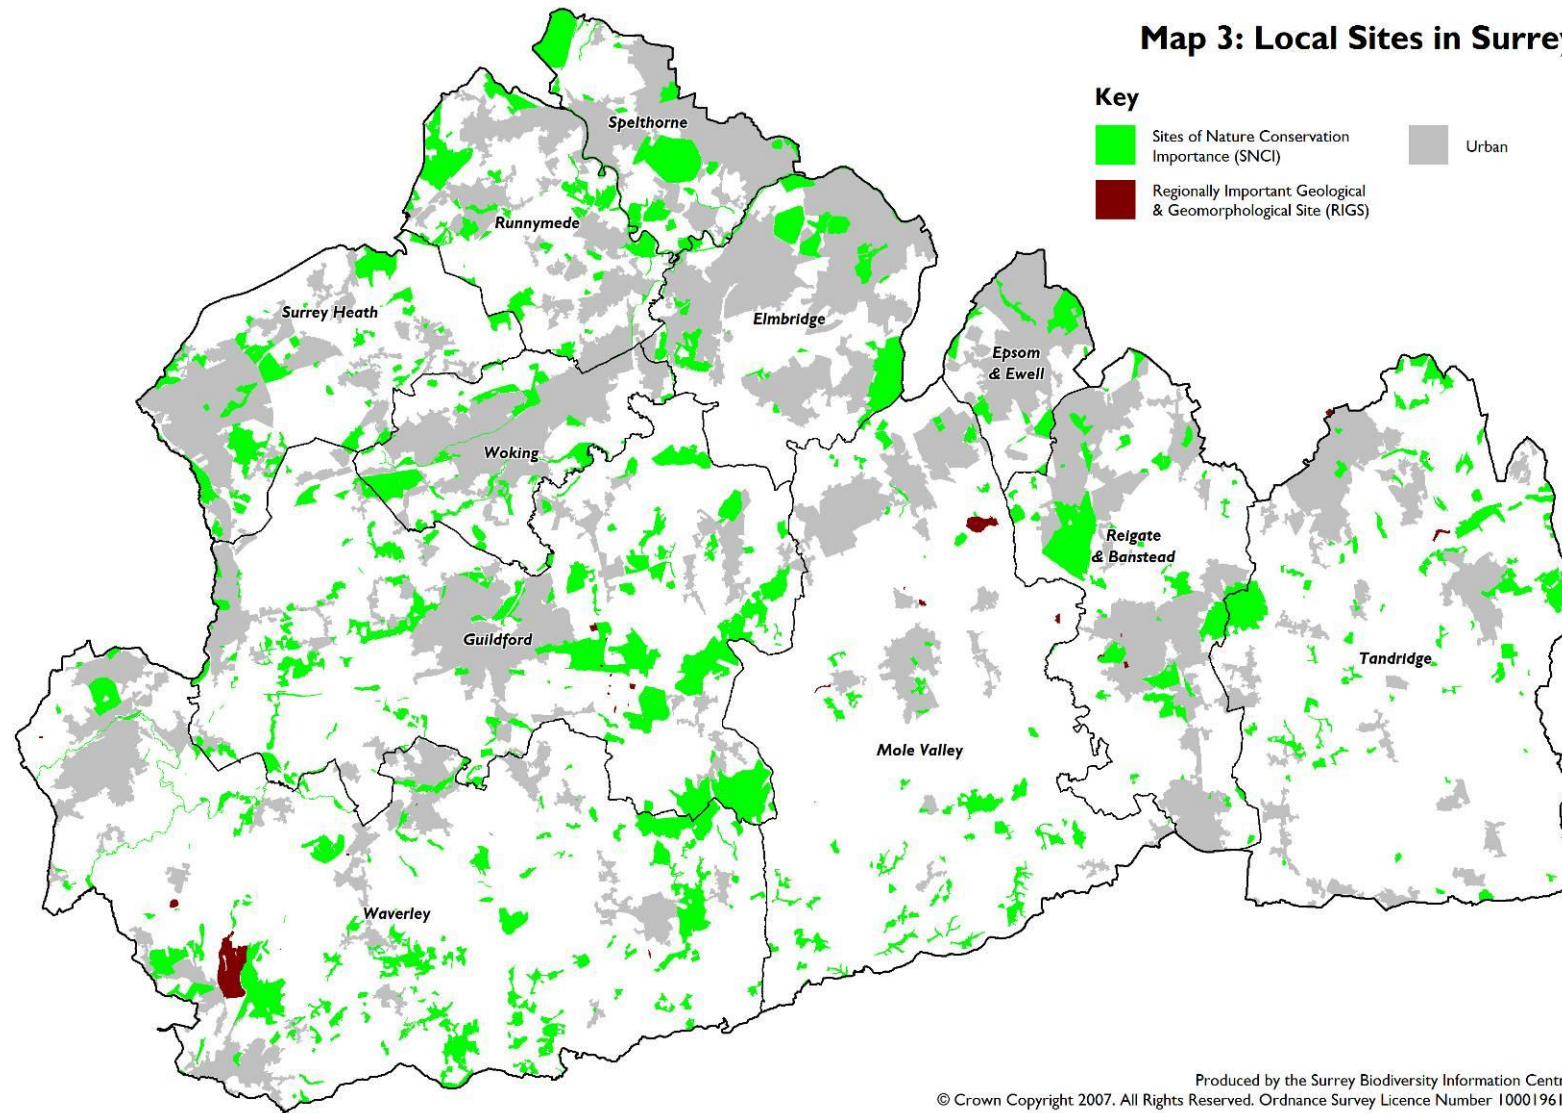 Map 3: Local Sites in Surrey
Key
Sites of Nature Conservation
Importance (SNCI)
Urban
Regionally Important Geological
& Geomorphological Site (RIGS)
Spelthorne
Runnymede
Surrey Heath
Elmbridge
Epsom
& Ewell
Woking
Reigate
& Banstead
Guildford
Tandridge
Mole Valley
Waverley
Produced by the Surrey Biodiversity Information Centr
© Crown Copyright 2007. All Rights Reserved. Ordnance Survey Licence Number 10001961